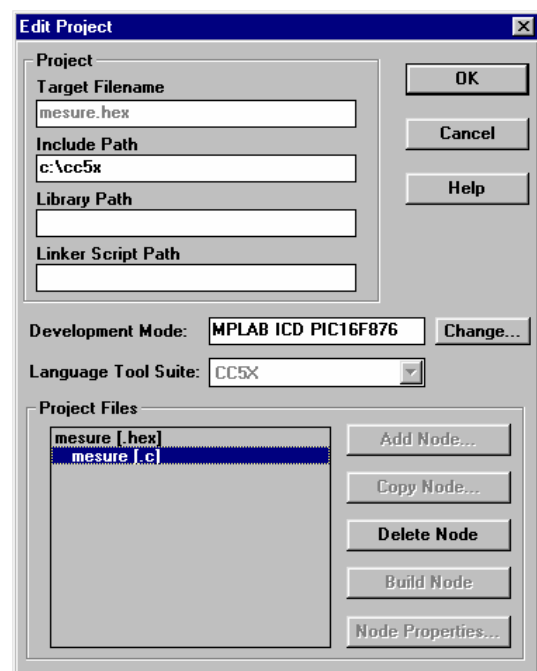 Edit Project
Project
Target Filename
mesure.hex
Include Path
c:\cc5x
Library Path
Linker Script Path
OK
Cancel
Help
Development Mode: MPLAB ICD PIC16F876 Change...
Language Tool Suite: CC5X
Project Files
mesure [.hex]
mesure [.c]
Add Node...
Copy Node...
Delete Node
Build Node
Node Properties...